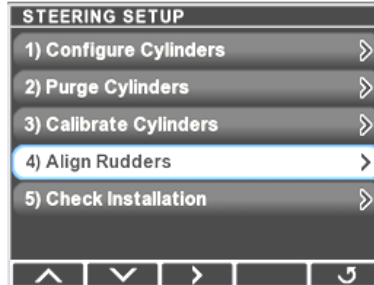 STEERING SETUP
1) Configure Cylinders
2) Purge Cylinders
3) Calibrate Cylinders
4) Align Rudders
5) Check Installation